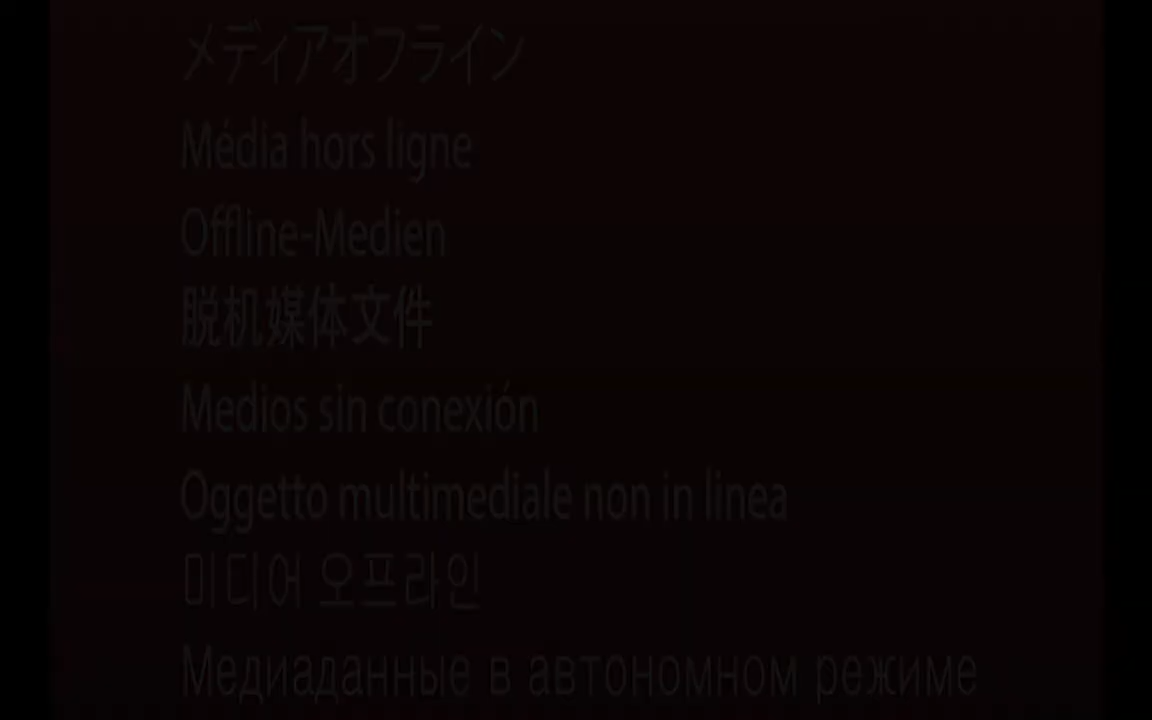 メディアオフライン
Média hors ligne
Offline-Medien
脱机媒体文件
Medios sin conexión
Oggetto multimediale non in linea
미디어 오프라인
Медиаданные в автономном режиме